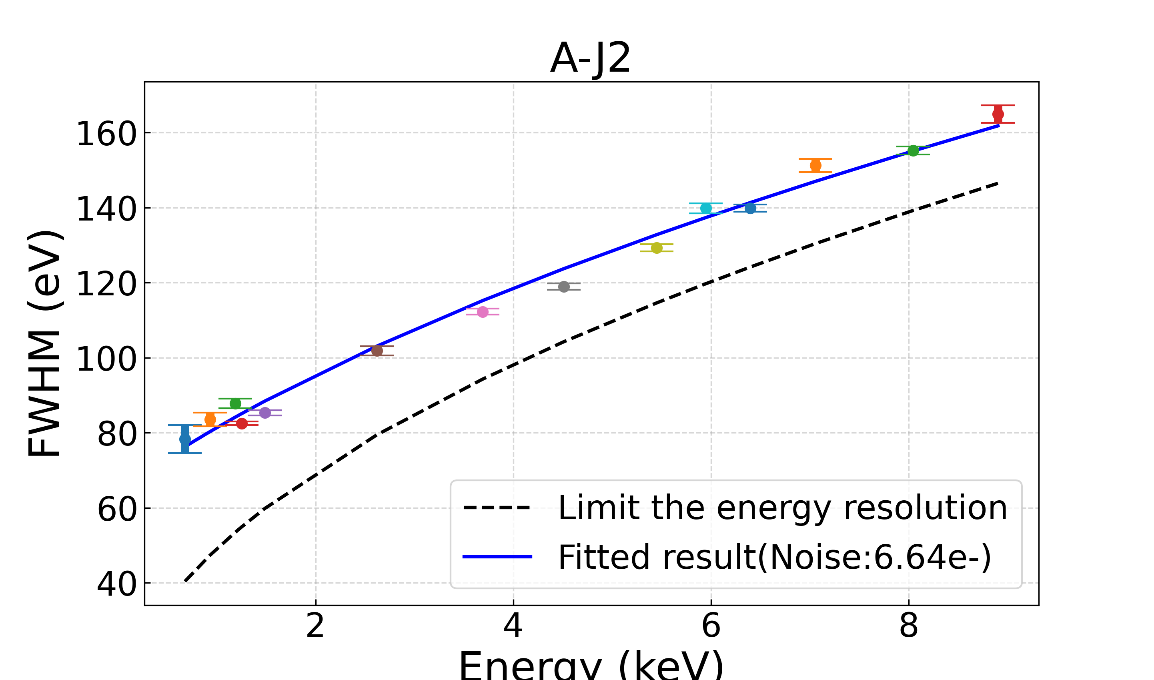 A-J2
160
140
120
100
80
60
40
FWHM (eV)
Limit the energy resolution
Fitted result(Noise:6.64e-)
2 4 6 8
Energy (keV)